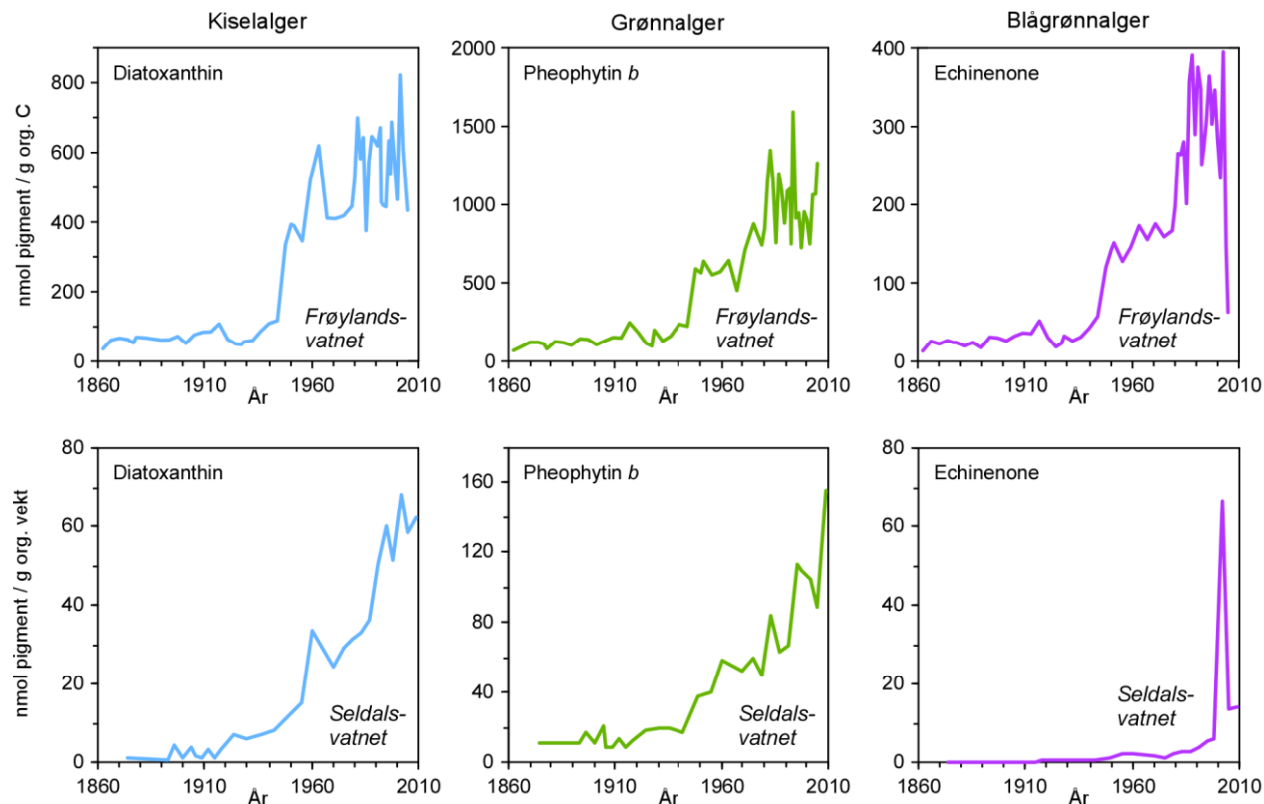 Kiselalger
Grønnalger
Blågrønnalger
nmol pigment / g org. C
800
600
400
200
0
Diatoxanthin
Frøylands-
vatnet
1860
1910
1960
2010
År
2000
1500
1000
500
0
Pheophytin b
Frøylands-
vatnet
1860
1910
1960
2010
År
400
300
200
100
0
Echinenone
Frøylands-
vatnet
1860
1910
1960
2010
År
nmol pigment / g org. vekt
80
60
40
20
0
Diatoxanthin
Seldals-
vatnet
1860
1910
1960
2010
År
160
120
80
40
0
Pheophytin b
Seldals-
vatnet
1860
1910
1960
2010
År
80
60
40
20
0
Echinenone
Seldals-
vatnet
1860
1910
1960
2010
År